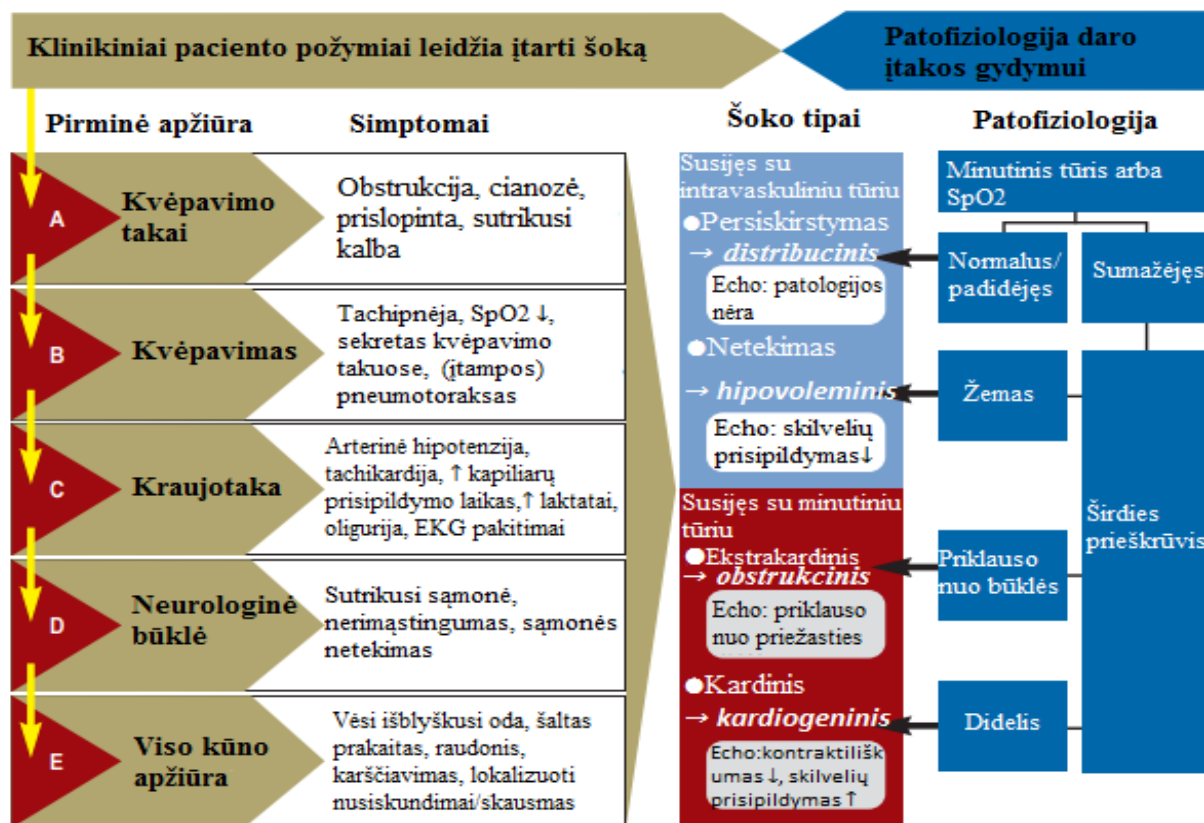 Klinikiniai paciento požymiai leidžia įtarti šoką
Patofiziologija daro
įtakos gydymui
Pirminė apžiūra
Simptomai
Šoko tipai
Patofiziologija
A
Kvėpavimo
takai
Obstrukcija, cianozė,
prislopinta, sutrikusi
kalba
B
Kvėpavimas
Tachipnėja, SpO2 ↓,
sekretas kvėpavimo
takuose, (įtampos)
pneumotoraksas
C
Kraujotaka
Arterinė hipotenzija,
tachikardija, ↑ kapiliarų
prisipildymo laikas,↑ laktatai,
oligurija, EKG pakitimai
D
Neurologinė
būklė
Sutrikusi sąmonė,
nerimąstingumas, sąmonės
netekimas
E
Viso kūno
apžiūra
Vėsi išblyškusi oda, šaltas
prakaitas, raudonis,
karščiavimas, lokalizuoti
nusiskundimai/skausmas
Susijęs su
intravaskuliniu tūriu
●Persiskirstymas
→ distribucinis
Echo: patologijos
nėra
●Netekimas
→ hipovoleminis
Echo: skilvelių
prisipildymas↓
Susijęs su minutiniu
tūriu
●Ekstrakardinis
→ obstrukcinis
Echo: priklauso
nuo priežasties
●Kardinis
→ kardiogeninis
Echo:kontraktilišk
umas↓, skilvelių
prisipildymas↑
Minutinis tūris arba
SpO2
Normalus/
padidėjęs
Sumažėjęs
Žemas
Priklauso
nuo būklės
Didelis
Širdies
prieškrūvis